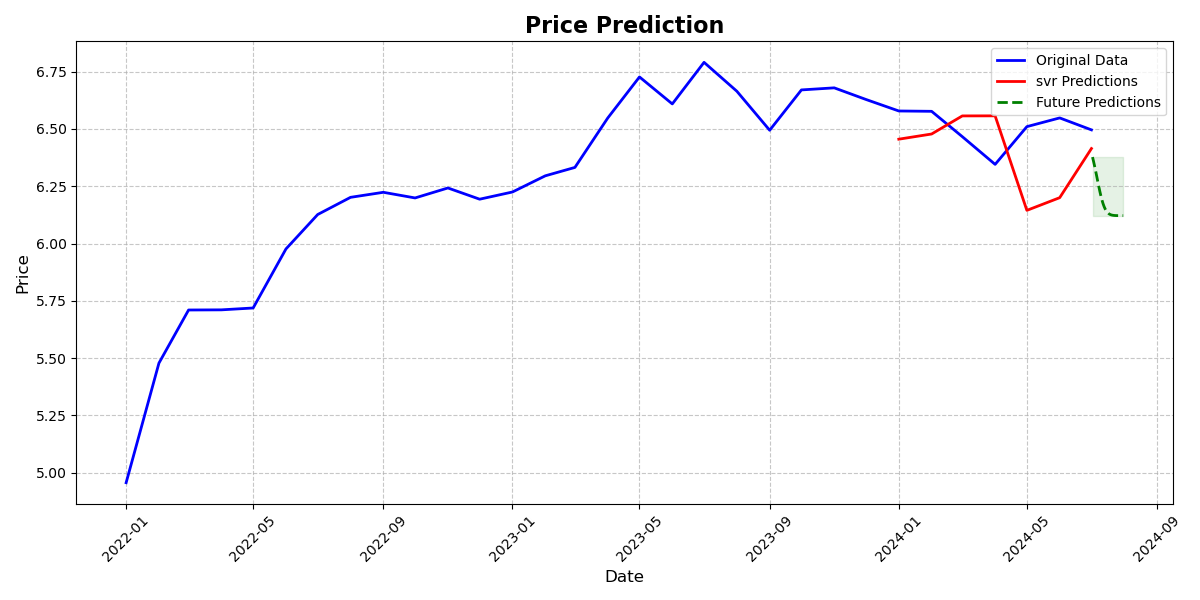 Price Prediction
Original Data
svr Predictions
Future Predictions
Price
6.75
6.50
6.25
6.00
5.75
5.50
5.25
5.00
2022-01
2022-05
2022-09
2023-01
2023-05
2023-09
2024-01
2024-05
2024-09
Date